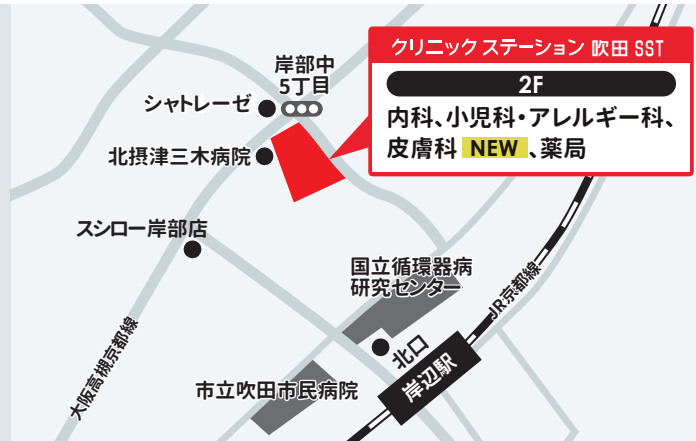 クリニックステーション 吹田 SST
2F
内科、小児科・アレルギー科、
皮膚科 NEW 、薬局
岸部中
5丁目
シャトレーゼ
北摂津三木病院
スシロー岸部店
国立循環器病
研究センター
JR京都線
大阪高槻京都線
北口
岸辺駅
市立吹田市民病院